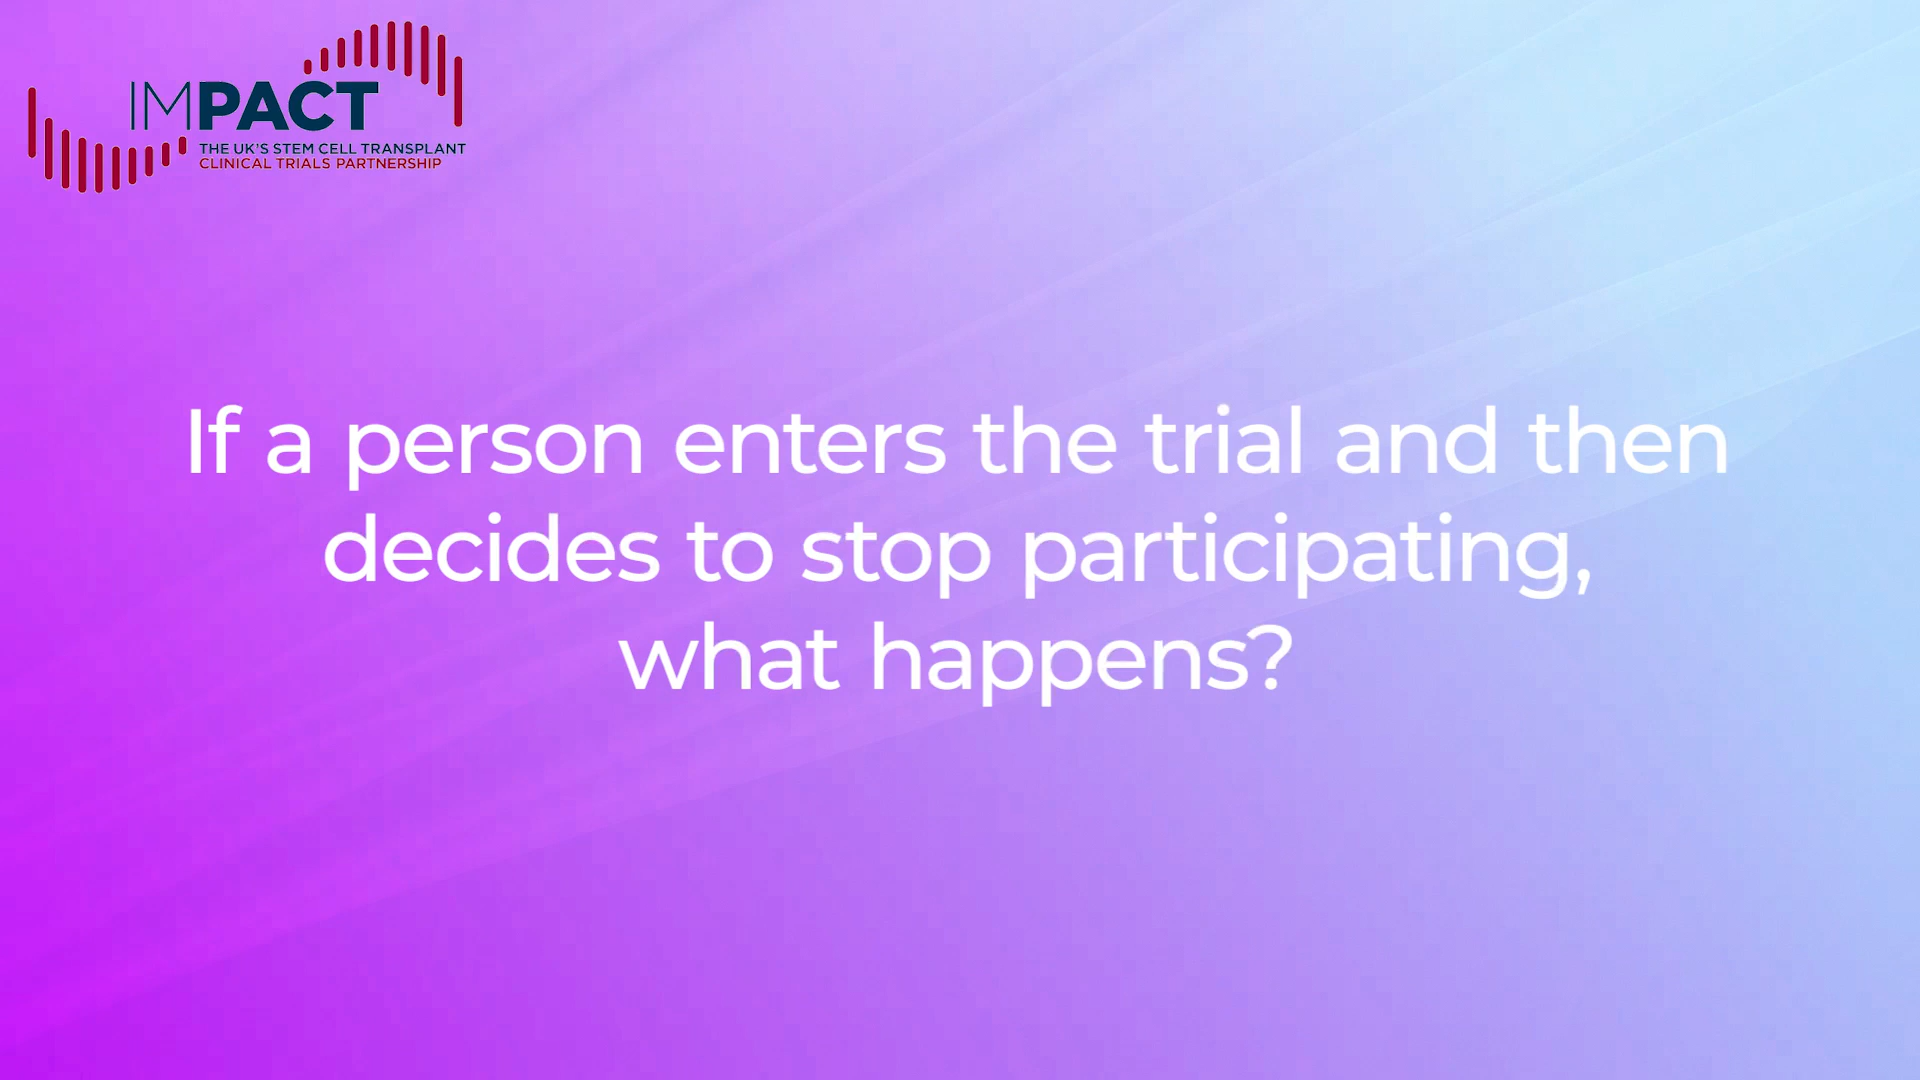 IMPACT
THE UK'S STEM CELL TRANSPLANT
CLINICAL TRIALS PARTNERSHIP
If a person enters the trial and then
decides to stop participating,
what happens?